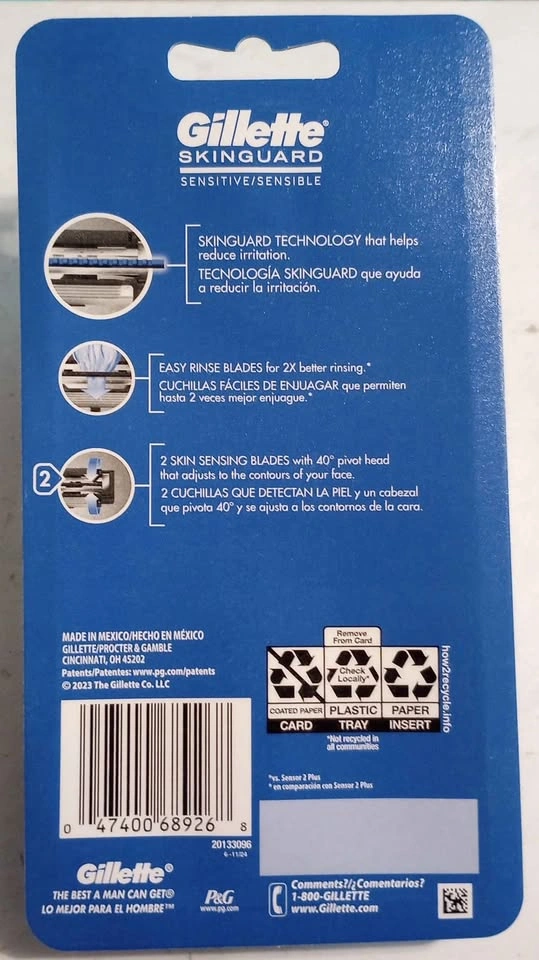 Gillette®
SKINGUARD
SENSITIVE/SENSIBLE
SKINGUARD TECHNOLOGY that helps
reduce irritation.
TECNOLOGÍA SKINGUARD que ayuda
a reducir la irritación.
EASY RINSE BLADES for 2X better rinsing.*
CUCHILLAS FÁCILES DE ENJUAGAR que permiten
hasta 2 veces mejor enjuague.*
2
2 SKIN SENSING BLADES with 40° pivot head
that adjusts to the contours of your face.
2 CUCHILLAS QUE DETECTAN LA PIEL y un cabezal
que pivota 40° y se ajusta a los contornos de la cara.
MADE IN MEXICO/HECHO EN MÉXICO
GILLETTE/PROCTER & GAMBLE
CINCINNATI, OH 45202
Patents/Patentes: www.pg.com/patents
© 2023 The Gillette Co. LLC
Remove
From Card
Check
Locally*
COATED PAPER
CARD
PLASTIC
TRAY
PAPER
INSERT
*Not recycled in
all communities
how2recycle.info
*vs. Sensor 2 Plus
* en comparación con Sensor 2 Plus
0 47400 68926 8
20133096
6-11/24
Gillette®
THE BEST A MAN CAN GET®
LO MEJOR PARA EL HOMBRE™
P&G
www.pg.com
Comments?/¿Comentarios?
1-800-GILLETTE
www.Gillette.com